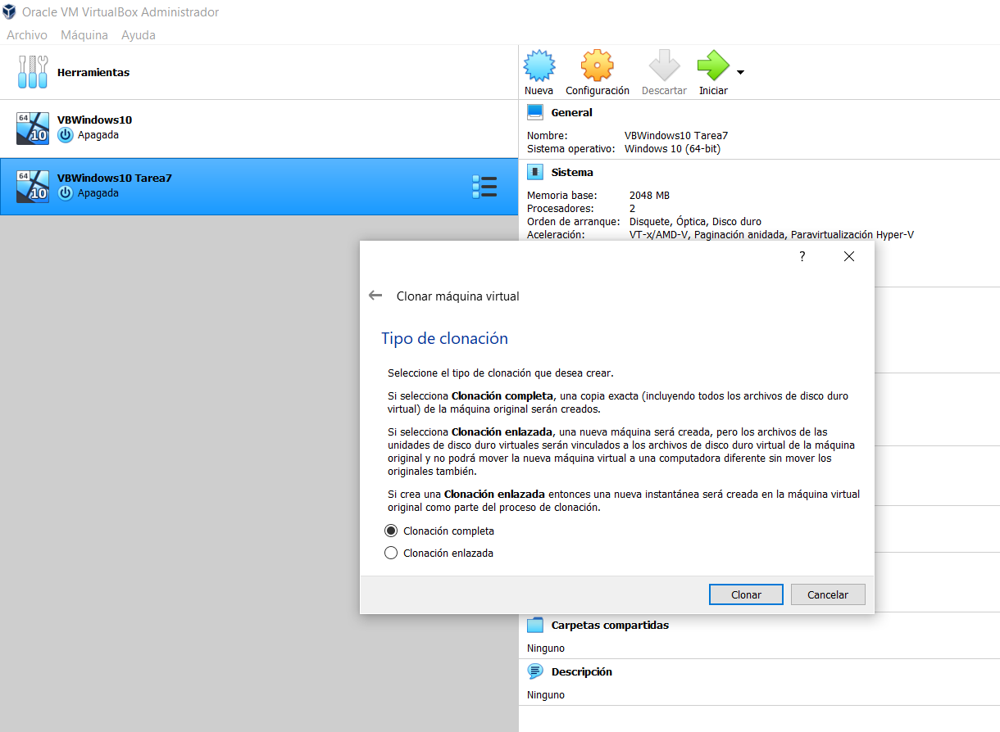 Oracle VM VirtualBox Administrador
Archivo Máquina Ayuda
Herramientas
64
10
VBWindows10
Apagada
64
10
VBWindows10 Tarea7
Apagada
Nueva Configuración Descartar Iniciar
General
Nombre: VBWindows10 Tarea7
Sistema operativo: Windows 10 (64-bit)
Sistema
Memoria base: 2048 MB
Procesadores: 2
Orden de arranque: Disquete, Óptica, Disco duro
Aceleración: VT-x/AMD-V, Paginación anidada, Paravirtualización Hyper-V
?
Clonar máquina virtual
Tipo de clonación
Seleccione el tipo de clonación que desea crear.
Si selecciona Clonación completa, una copia exacta (incluyendo todos los archivos de disco duro
virtual) de la máquina original serán creados.
Si selecciona Clonación enlazada, una nueva máquina será creada, pero los archivos de las
unidades de disco duro virtuales serán vinculados a los archivos de disco duro virtual de la máquina
original y no podrá mover la nueva máquina virtual a una computadora diferente sin mover los
originales también.
Si crea una Clonación enlazada entonces una nueva instantánea será creada en la máquina virtual
original como parte del proceso de clonación.
Clonación completa
Clonación enlazada
Clonar Cancelar
Carpetas compartidas
Ninguno
Descripción
Ninguno